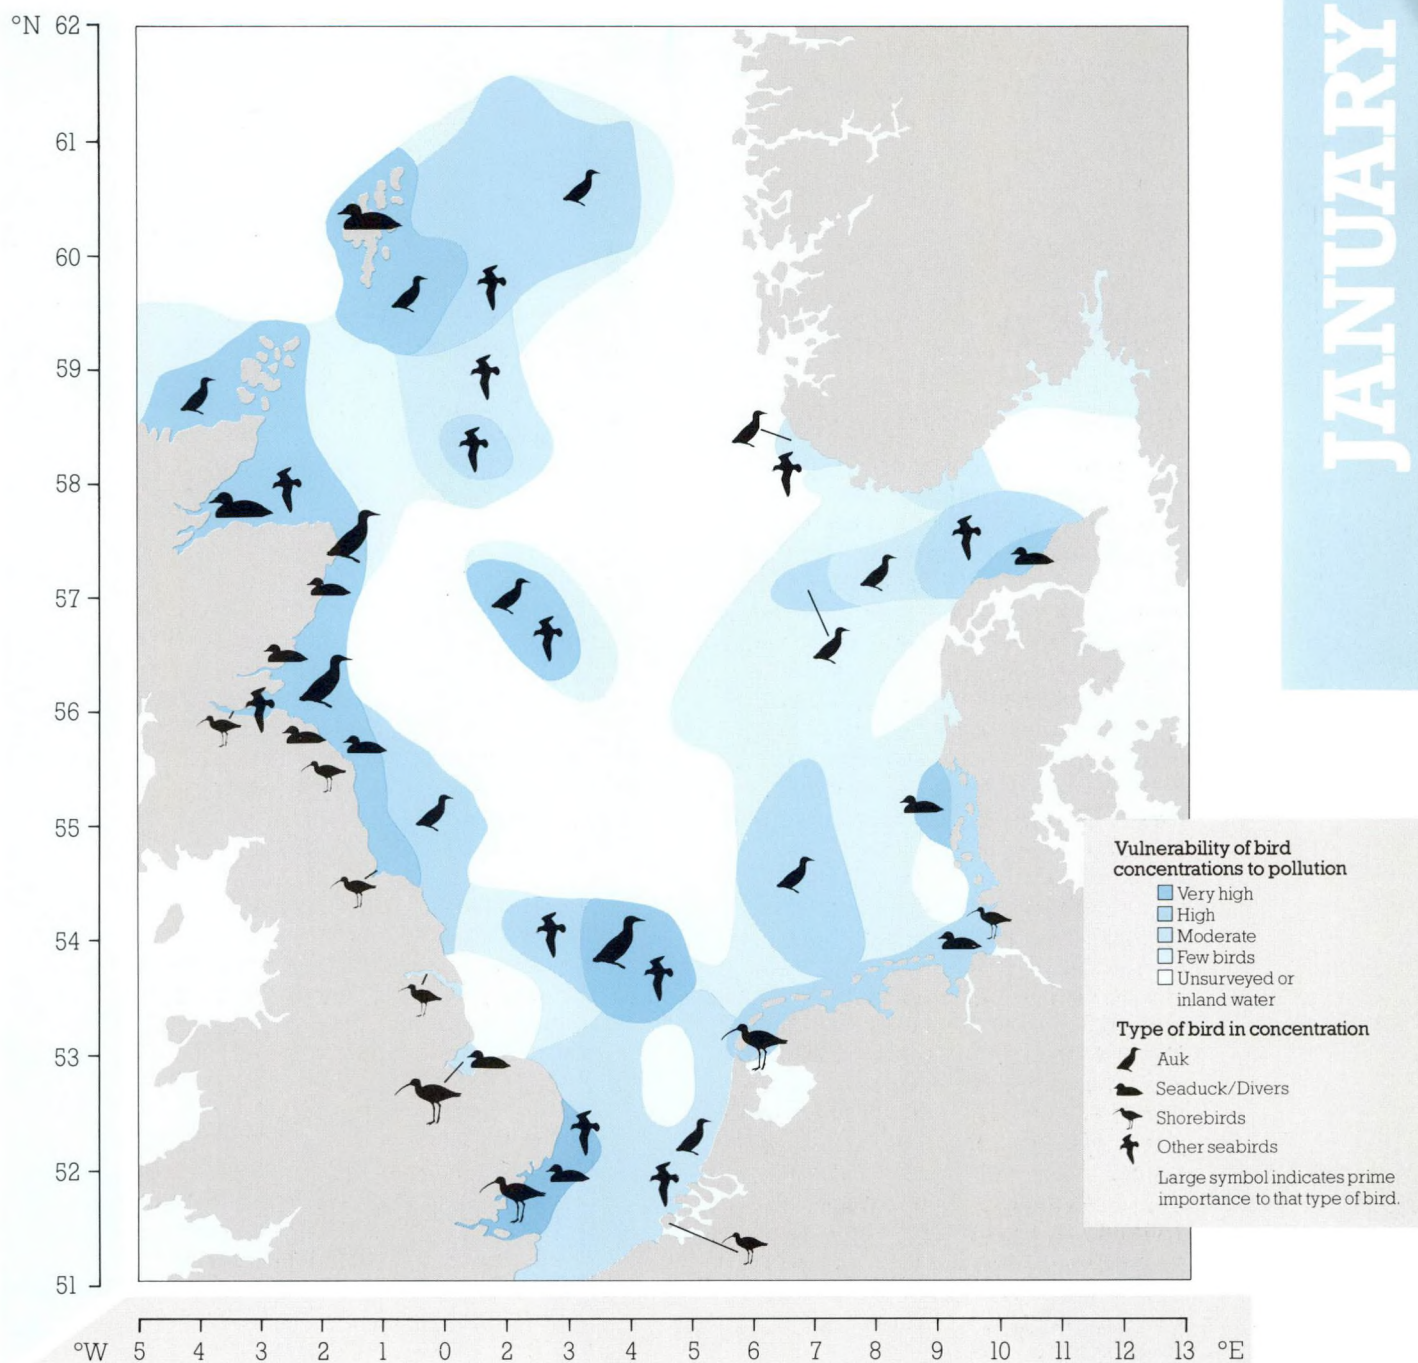 °N 62
61
60
59
58
57
56
55
54
53
52
51
°W 5 4 3 2 1 0 1 2 3 4 5 6 7 8 9 10 11 12 13 °E
JANUARY
Vulnerability of bird
concentrations to pollution
Very high
High
Moderate
Few birds
Unsurveyed or
inland water
Type of bird in concentration
Auk
Seaduck/Divers
Shorebirds
Other seabirds
Large symbol indicates prime
importance to that type of bird.